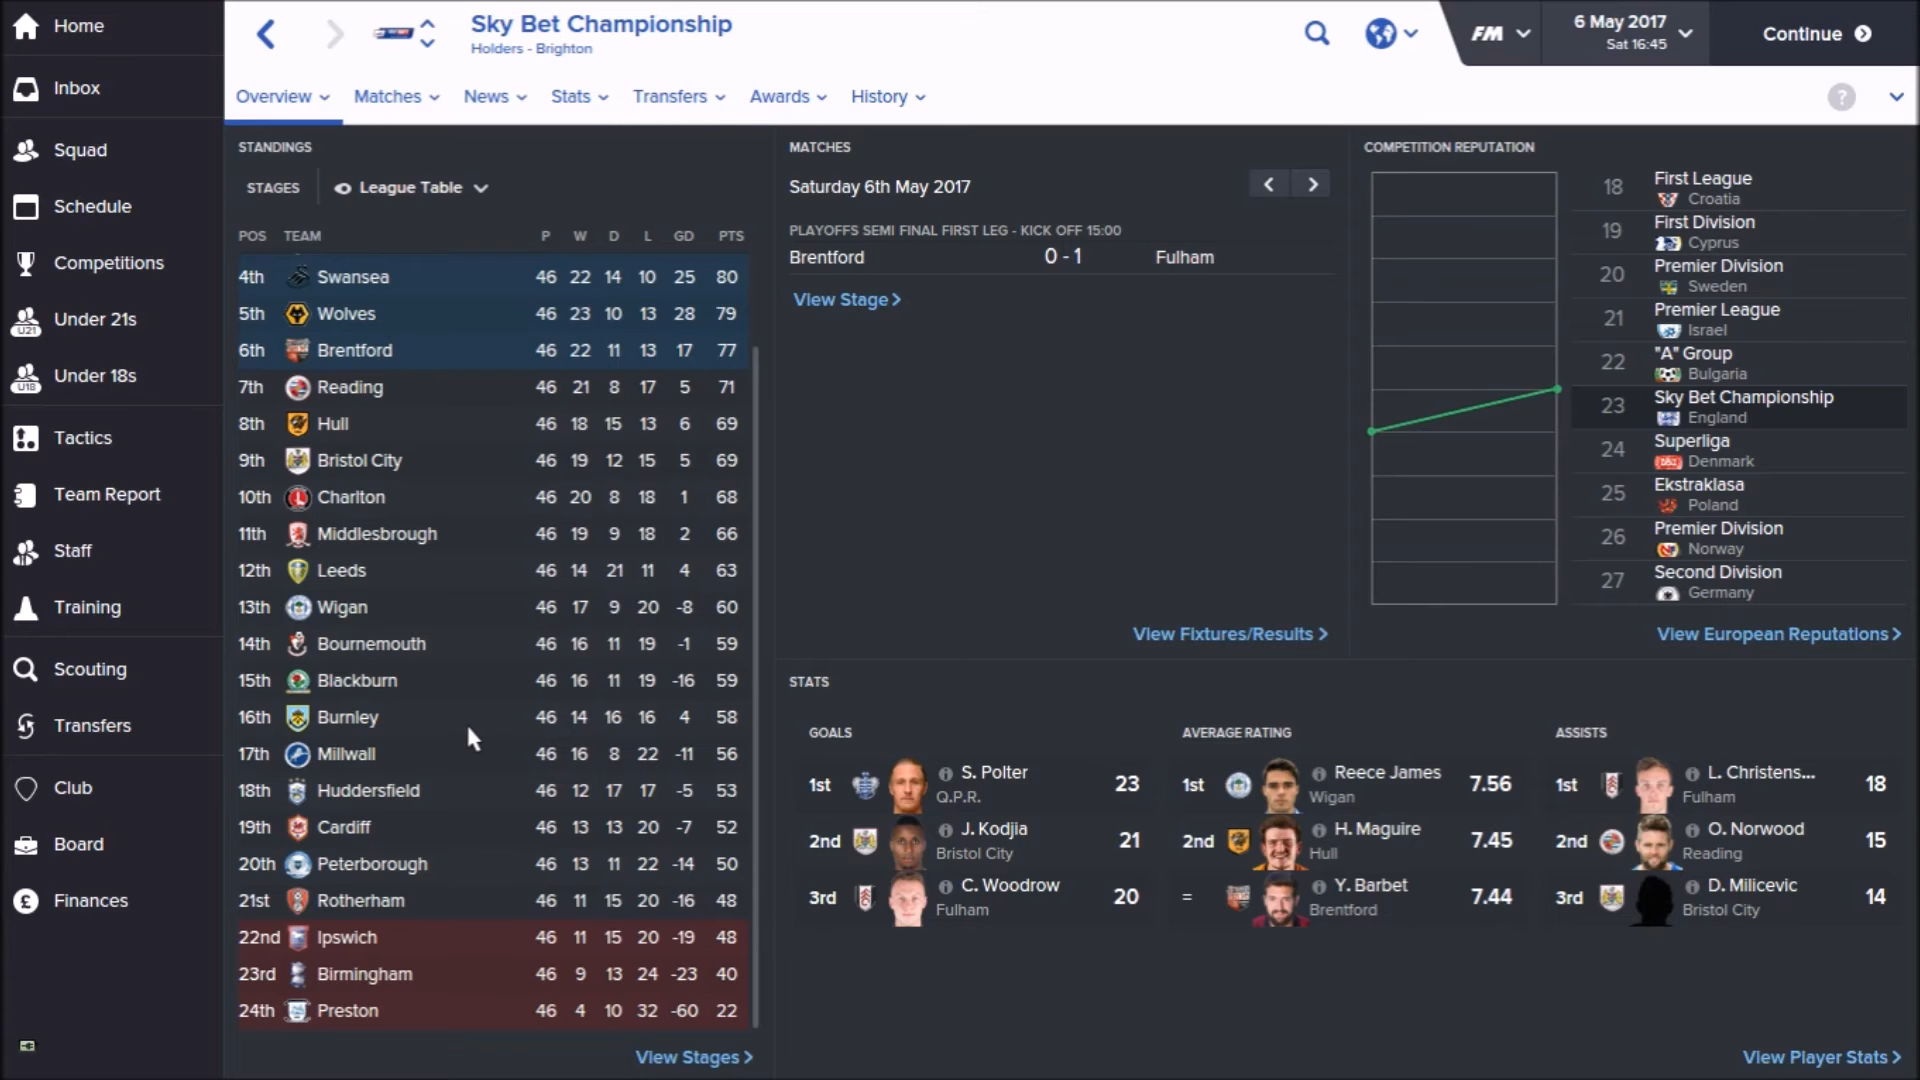 Home
Inbox
Squad
Schedule
Competitions
Under 21s
U21
Under 18s
U18
Tactics
Team Report
Staff
Training
Scouting
Transfers
Club
Board
Finances
Sky Bet Championship
Holders - Brighton
FM
6 May 2017
Sat 16:45
Continue
Overview Matches News Stats Transfers Awards History
?
STANDINGS
STAGES League Table
POS TEAM P W D L GD PTS
4th Swansea 46 22 14 10 25 80
5th Wolves 46 23 10 13 28 79
6th Brentford 46 22 11 13 17 77
7th Reading 46 21 8 17 5 71
8th Hull 46 18 15 13 6 69
9th Bristol City 46 19 12 15 5 69
10th Charlton 46 20 8 18 1 68
11th Middlesbrough 46 19 9 18 2 66
12th Leeds 46 14 21 11 4 63
13th Wigan 46 17 9 20 -8 60
14th Bournemouth 46 16 11 19 -1 59
15th Blackburn 46 16 11 19 -16 59
16th Burnley 46 14 16 16 4 58
17th Millwall 46 16 8 22 -11 56
18th Huddersfield 46 12 17 17 -5 53
19th Cardiff 46 13 13 20 -7 52
20th Peterborough 46 13 11 22 -14 50
21st Rotherham 46 11 15 20 -16 48
22nd Ipswich 46 11 15 20 -19 48
23rd Birmingham 46 9 13 24 -23 40
24th Preston 46 4 10 32 -60 22
View Stages
MATCHES
Saturday 6th May 2017
PLAYOFFS SEMI FINAL FIRST LEG - KICK OFF 15:00
Brentford 0 - 1 Fulham
View Stage
View Fixtures/Results
COMPETITION REPUTATION
18 First League
Croatia
19 First Division
Cyprus
20 Premier Division
Sweden
21 Premier League
Israel
22 "A" Group
Bulgaria
23 Sky Bet Championship
England
24 Superliga
Denmark
25 Ekstraklasa
Poland
26 Premier Division
Norway
27 Second Division
Germany
View European Reputations
STATS
GOALS
1st S. Polter 23
Q.P.R.
2nd J. Kodjia 21
Bristol City
3rd C. Woodrow 20
Fulham
AVERAGE RATING
1st Reece James 7.56
Wigan
2nd H. Maguire 7.45
Hull
= Y. Barbet 7.44
Brentford
ASSISTS
1st L. Christens... 18
Fulham
2nd O. Norwood 15
Reading
3rd D. Milicevic 14
Bristol City
View Player Stats